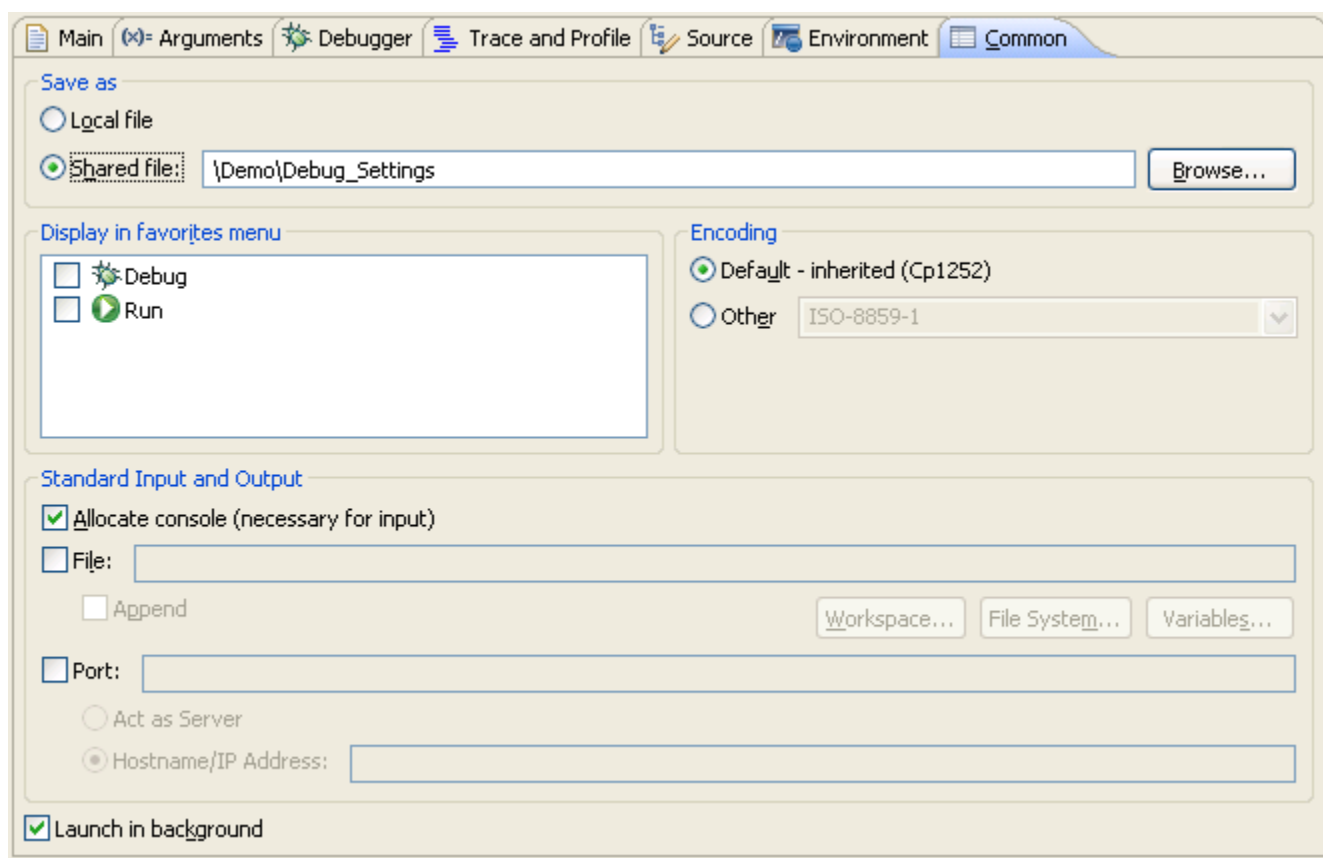 Main (x)= Arguments Debugger Trace and Profile Source Environment Common
Save as
Local file
Shared file: \Demo\Debug_Settings Browse...
Display in favorites menu
Debug
Run
Encoding
Default - inherited (Cp1252)
Other ISO-8859-1
Standard Input and Output
Allocate console (necessary for input)
File:
Append Workspace... File System... Variables...
Port:
Act as Server
Hostname/IP Address:
Launch in background